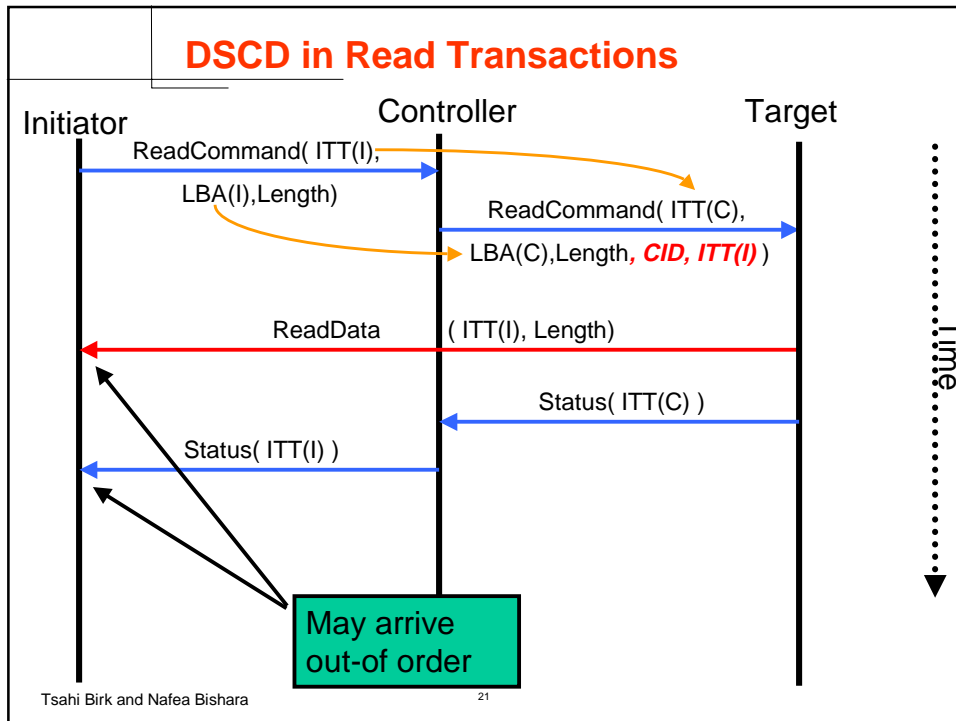 DSCD in Read Transactions
Initiator
Controller
Target
ReadCommand( ITT(I),
LBA(I),Length)
ReadCommand( ITT(C),
LBA(C),Length, CID, ITT(I) )
ReadData ( ITT(I), Length)
Status( ITT(C) )
Status( ITT(I) )
Time
May arrive
out-of order
Tsahi Birk and Nafea Bishara
21